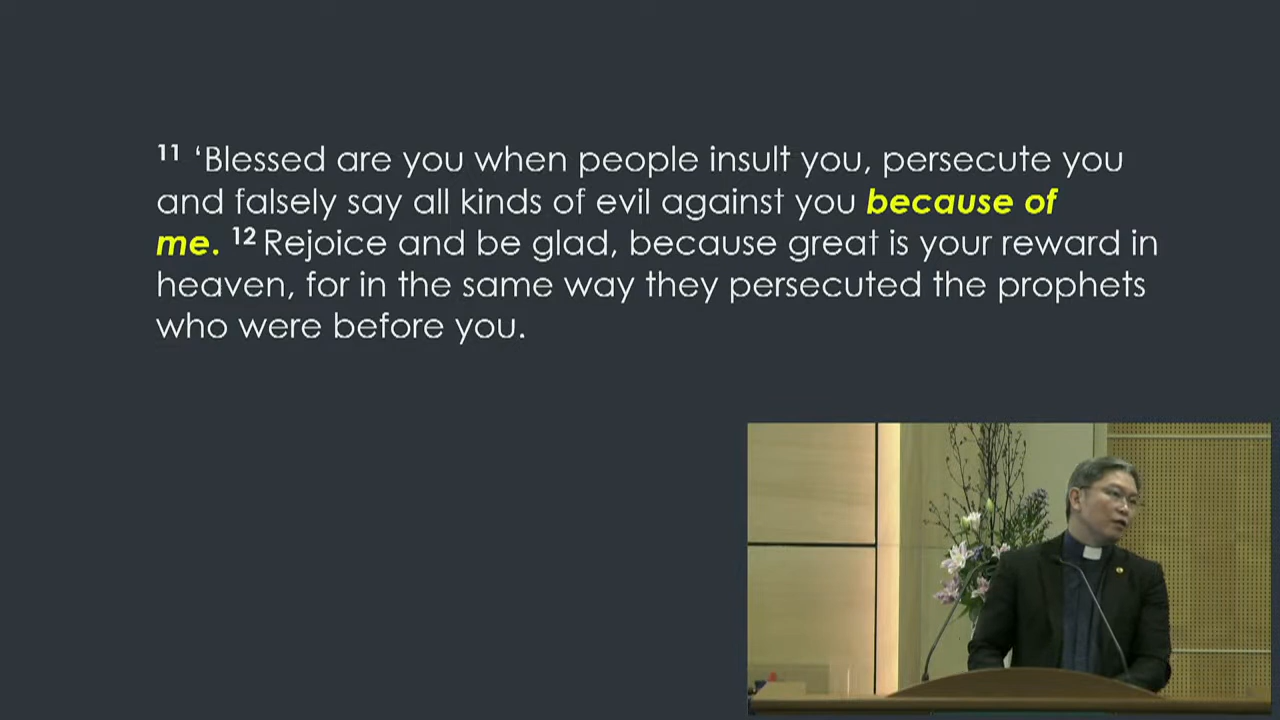 11 ‘Blessed are you when people insult you, persecute you
and falsely say all kinds of evil against you because of
me. 12 Rejoice and be glad, because great is your reward in
heaven, for in the same way they persecuted the prophets
who were before you.